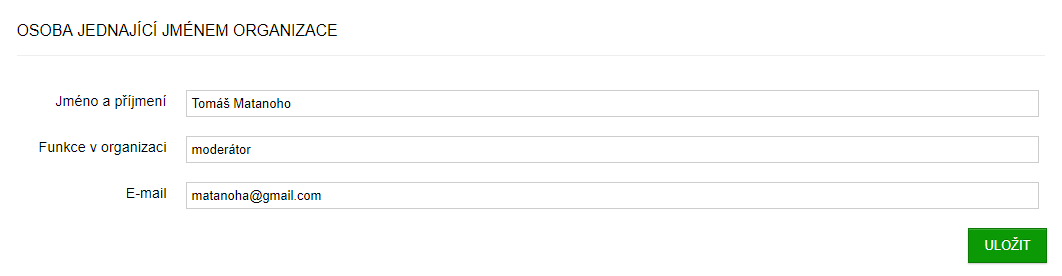 OSOBA JEDNAJÍCÍ JMÉNEM ORGANIZACE
Jméno a příjmení Tomáš Matanoho
Funkce v organizaci moderátor
E-mail matanoha@gmail.com
ULOŽIT